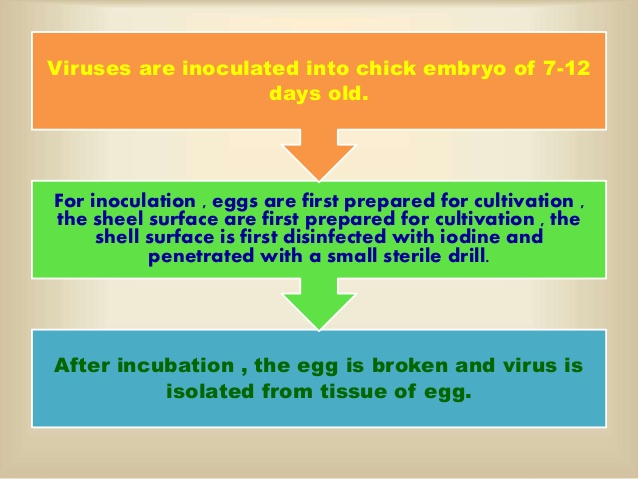 Viruses are inoculated into chick embryo of 7-12
days old.
For inoculation , eggs are first prepared for cultivation ,
the sheel surface are first prepared for cultivation , the
shell surface is first disinfected with iodine and
penetrated with a small sterile drill.
After incubation , the egg is broken and virus is
isolated from tissue of egg.